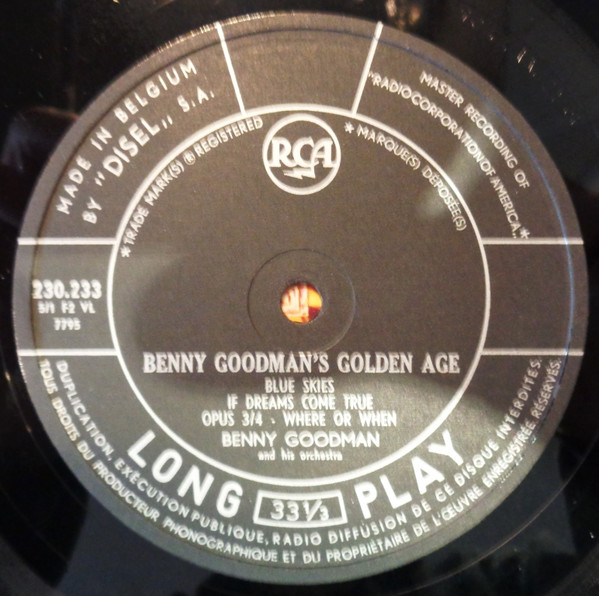 MADE IN BELGIUM
BY "DISEL,, S.A.
MASTER RECORDING OF
"RADIOCORPORATION OF AMERICA"
* TRADE MARK(S) REGISTERED
RCA
* MARQUE(S) DEPOSÉE(S)
230.233
5/1 F2 VL
7795
BENNY GOODMAN'S GOLDEN AGE
BLUE SKIES
IF DREAMS COME TRUE
OPUS 3/4 - WHERE OR WHEN
BENNY GOODMAN
and his orchestra
LONG PLAY
33⅓
DUPLICATION, EXÉCUTION PUBLIQUE, RADIO DIFFUSION DE CE DISQUE INTERDITES.
TOUS DROITS DU PRODUCTEUR PHONOGRAPHIQUE ET DU PROPRIÉTAIRE DE L'ŒUVRE ENREGISTRÉE RÉSERVÉS.